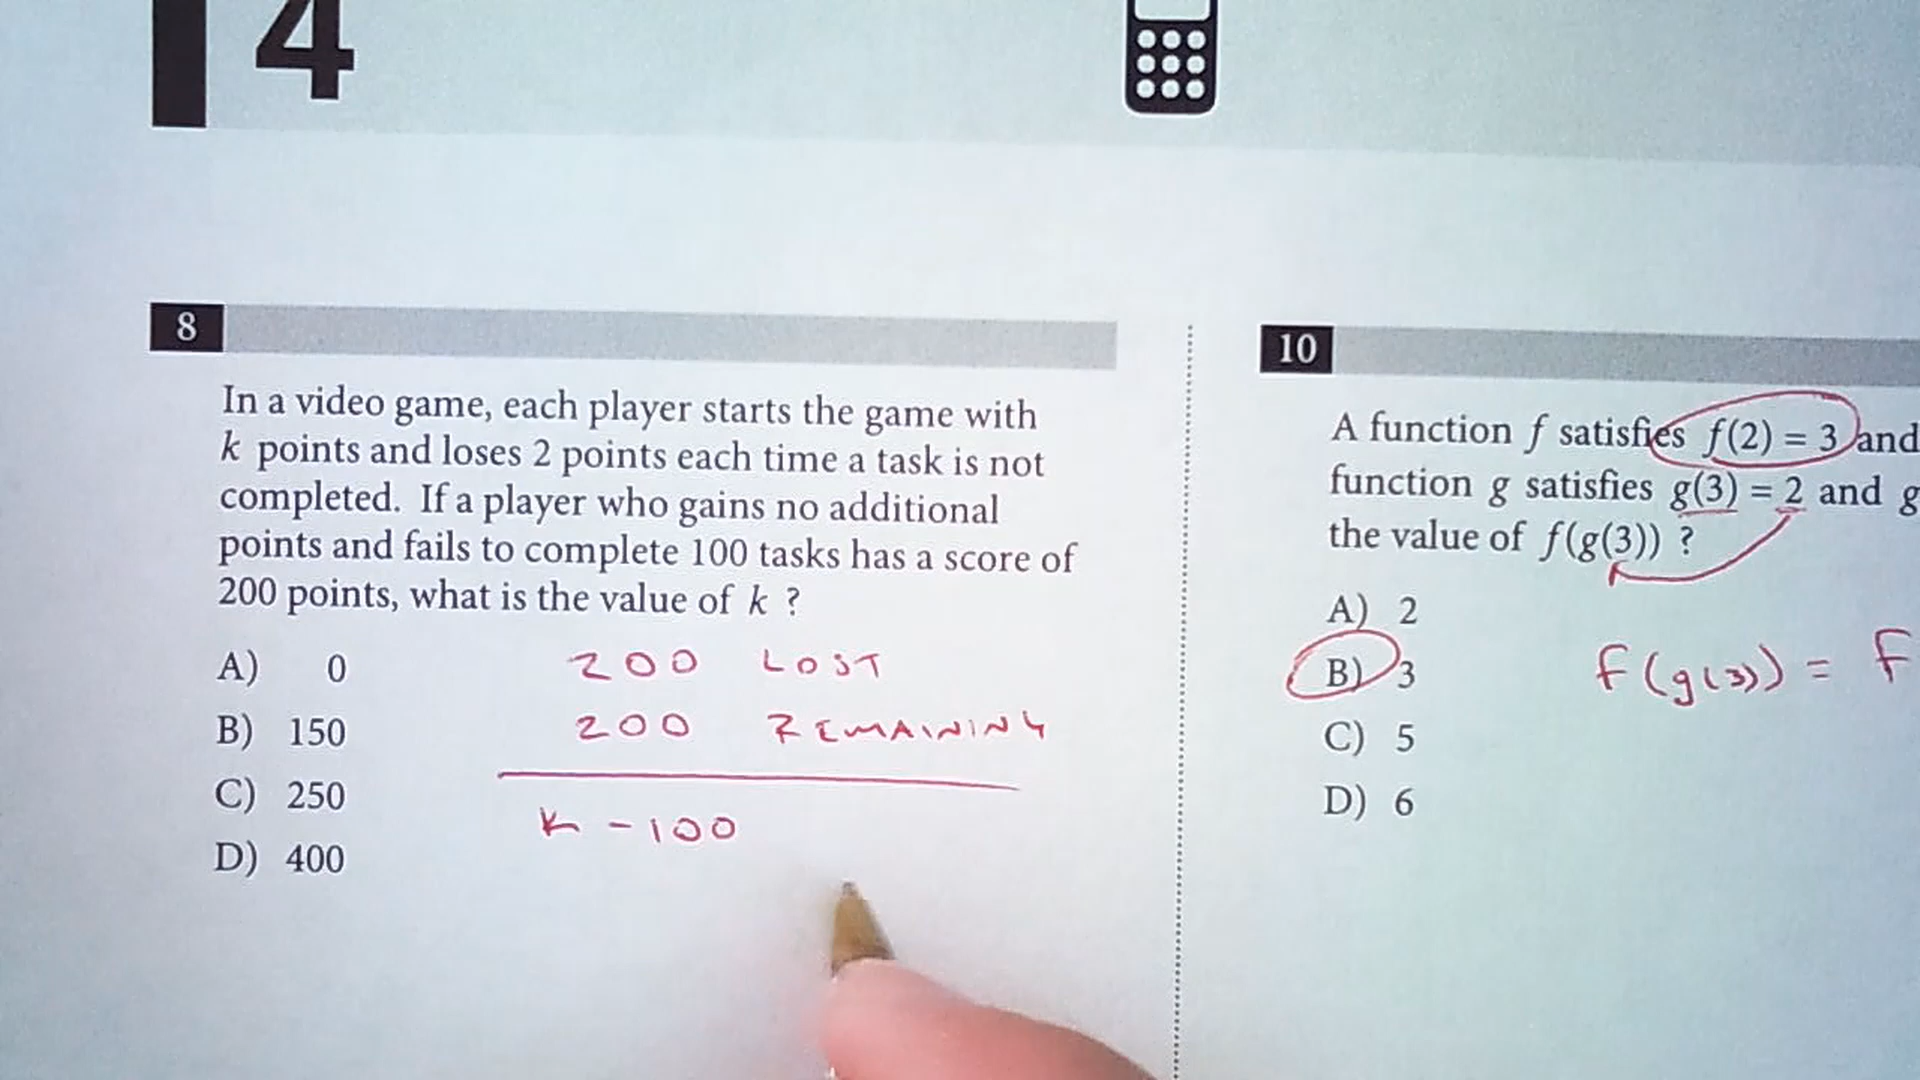 4
8
In a video game, each player starts the game with
k points and loses 2 points each time a task is not
completed. If a player who gains no additional
points and fails to complete 100 tasks has a score of
200 points, what is the value of k ?
A) 0
B) 150
C) 250
D) 400
200 LOST
200 REMAINING
k - 100
10
A function f satisfies f(2) = 3 and
function g satisfies g(3) = 2 and g
the value of f(g(3)) ?
A) 2
B) 3
C) 5
D) 6
F(g(3)) = F